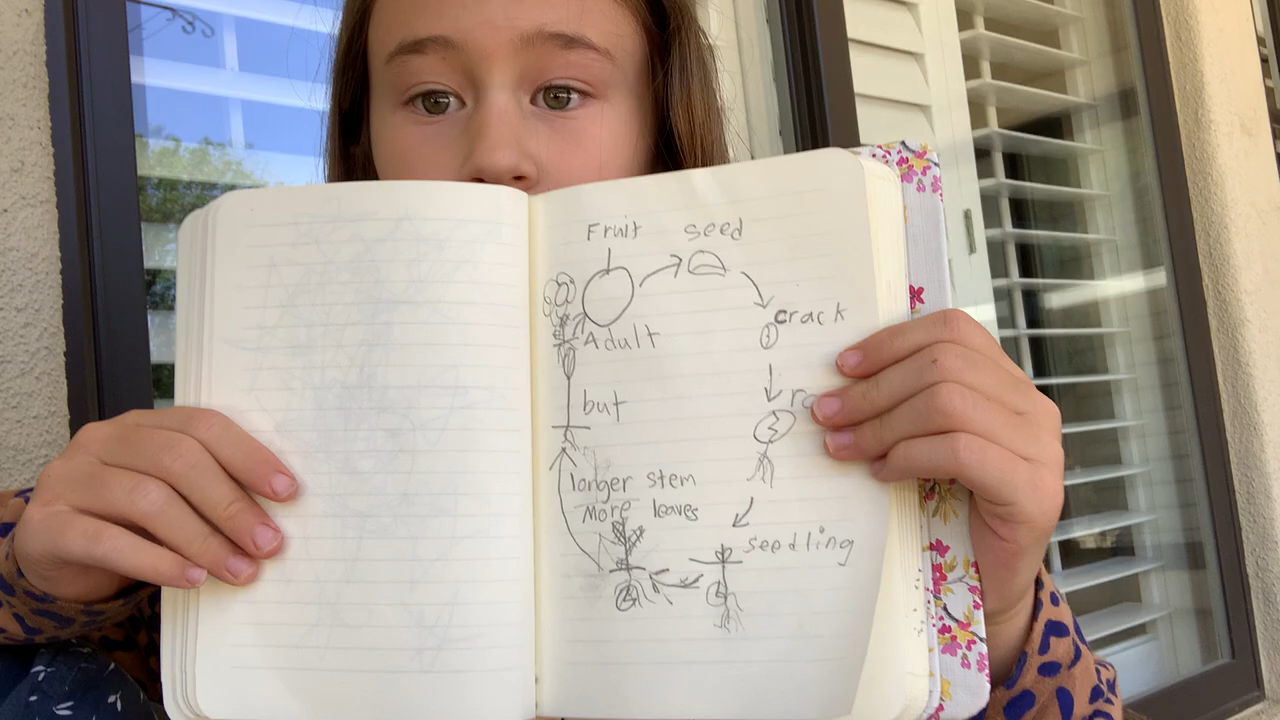 Fruit seed
crack
Adult
but
longer stem
more leaves
seedling